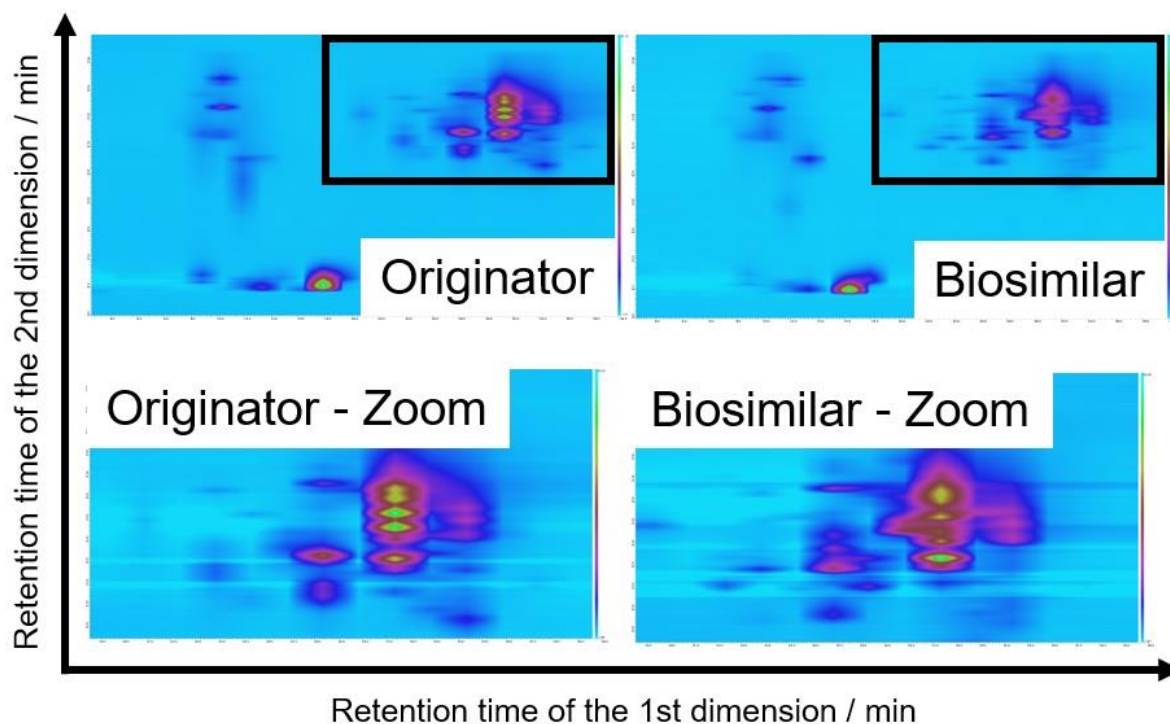 Retention time of the 2nd dimension / min
Originator
Biosimilar
Originator - Zoom
Biosimilar - Zoom
Retention time of the 1st dimension / min